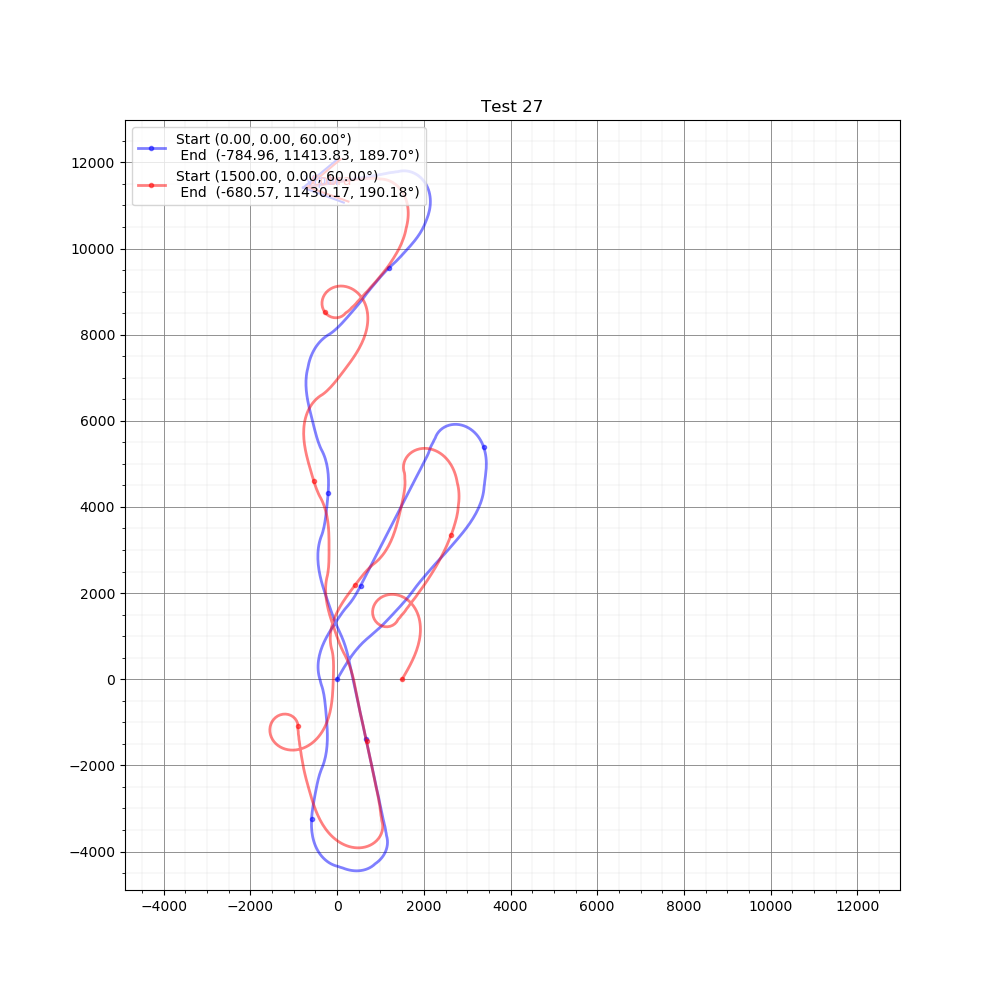 Test 27
Start (0.00, 0.00, 60.00°)
End (-784.96, 11413.83, 189.70°)
Start (1500.00, 0.00, 60.00°)
End (-680.57, 11430.17, 190.18°)
12000
10000
8000
6000
4000
2000
0
−2000
−4000
−4000 −2000 0 2000 4000 6000 8000 10000 12000